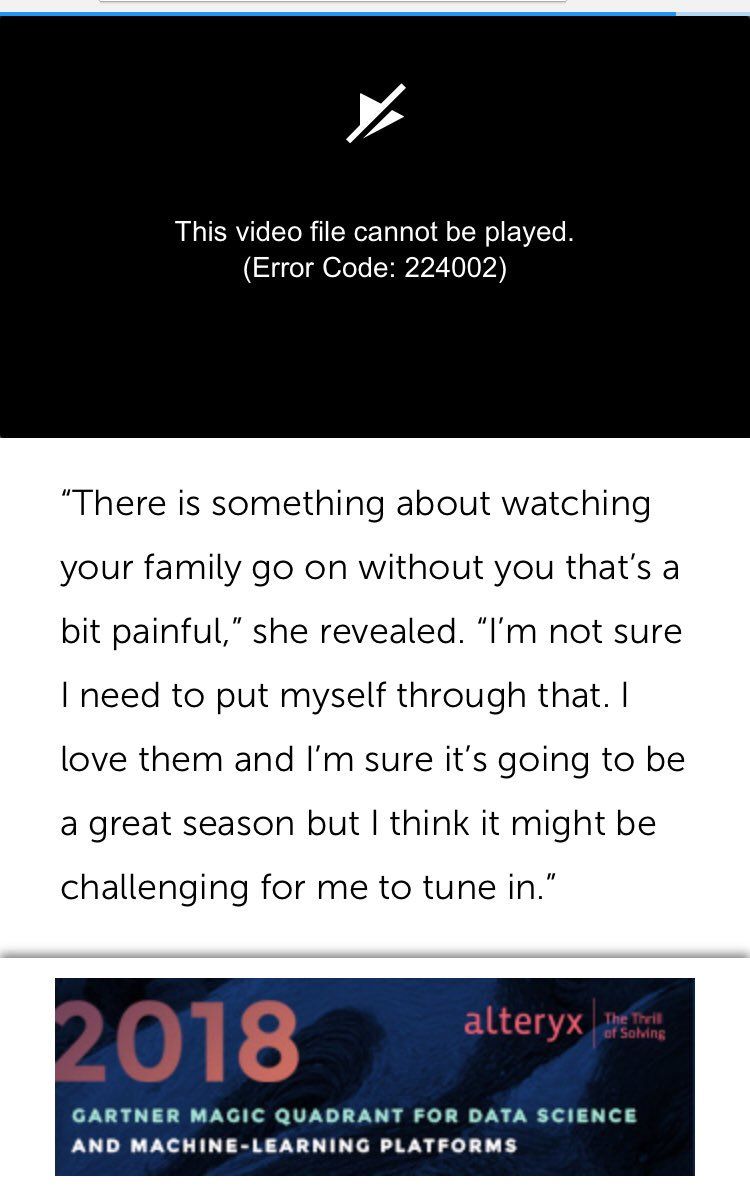 This video file cannot be played.
(Error Code: 224002)
“There is something about watching
your family go on without you that’s a
bit painful,” she revealed. “I’m not sure
I need to put myself through that. I
love them and I’m sure it’s going to be
a great season but I think it might be
challenging for me to tune in.”
2018
alteryx
The Thrill
of Solving
GARTNER MAGIC QUADRANT FOR DATA SCIENCE
AND MACHINE-LEARNING PLATFORMS